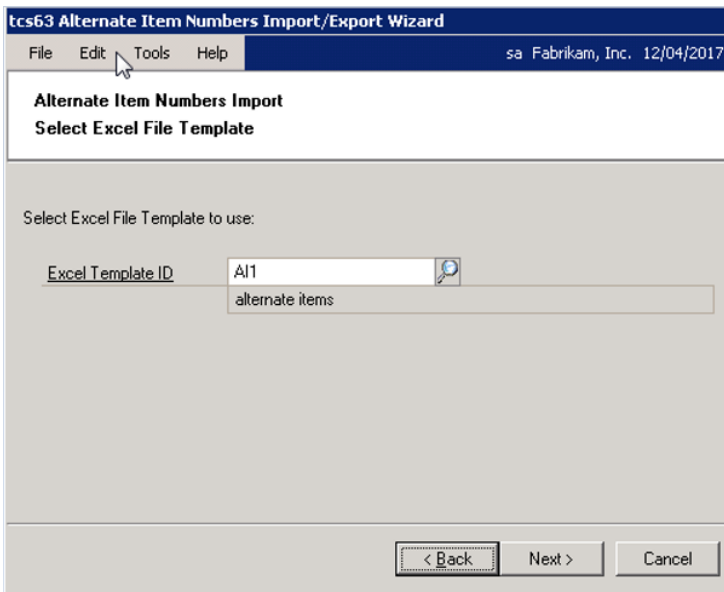 tcs63 Alternate Item Numbers Import/Export Wizard
File Edit Tools Help sa Fabrikam, Inc. 12/04/2017
Alternate Item Numbers Import
Select Excel File Template
Select Excel File Template to use:
Excel Template ID AI1
alternate items
< Back Next > Cancel